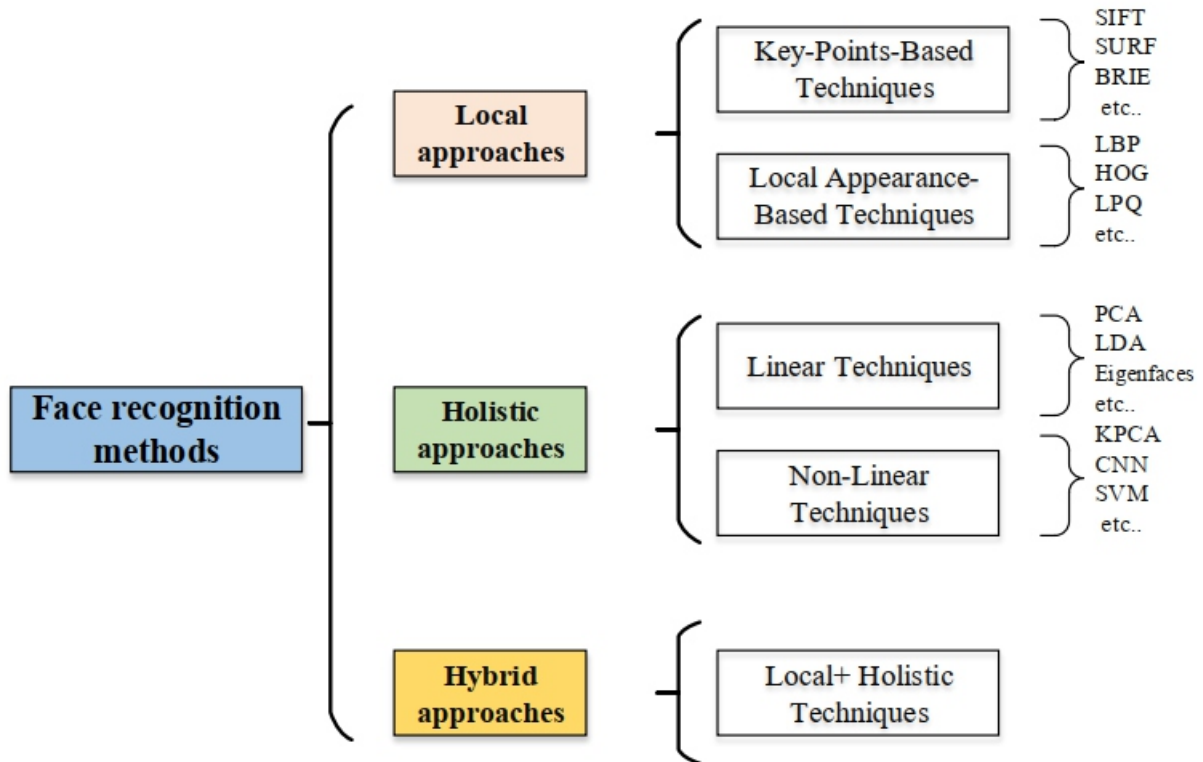 Face recognition
methods
Local
approaches
Key-Points-Based
Techniques
SIFT
SURF
BRIE
etc..
Local Appearance-
Based Techniques
LBP
HOG
LPQ
etc..
Holistic
approaches
Linear Techniques
PCA
LDA
Eigenfaces
etc..
Non-Linear
Techniques
KPCA
CNN
SVM
etc..
Hybrid
approaches
Local+ Holistic
Techniques